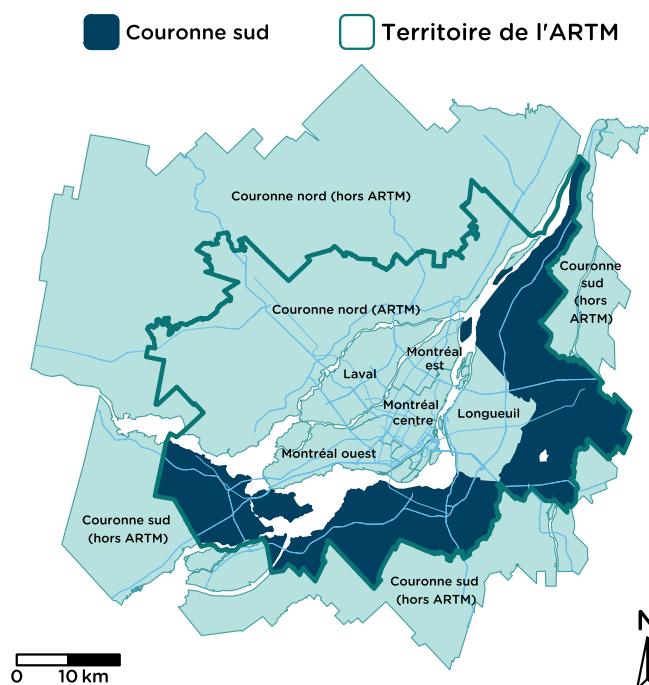 Couronne sud
Territoire de l'ARTM
Couronne nord (hors ARTM)
Couronne
sud
(hors
ARTM)
Couronne nord (ARTM)
Montréal
est
Laval
Montréal
centre
Longueuil
Montréal ouest
Couronne sud
(hors ARTM)
Couronne sud
(hors ARTM)
N
0 10 km